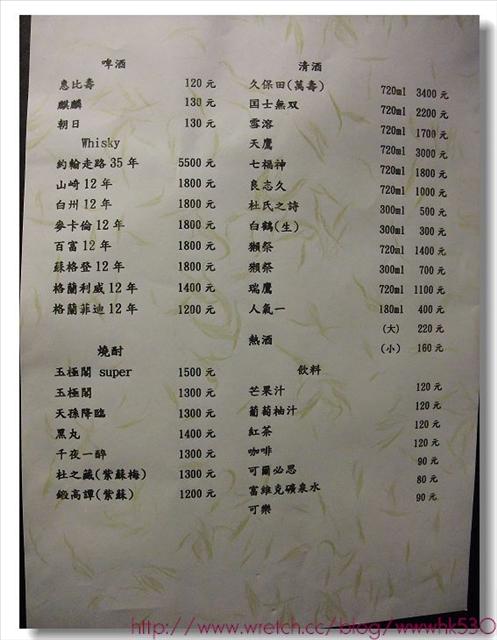 啤酒
惠比壽 120元
麒麟 130元
朝日 130元
Whisky
約翰走路35年 5500元
山崎12年 1800元
白州12年 1800元
麥卡倫12年 1800元
百富12年 1800元
蘇格登12年 1800元
格蘭利威12年 1400元
格蘭菲迪12年 1200元
燒酎
玉極閣 super 1500元
玉極閣 1300元
天孫降臨 1300元
黑丸 1400元
千夜一醉 1300元
杜之藏(紫蘇梅) 1300元
鍛高譚(紫蘇) 1200元
清酒
久保田(萬壽) 720ml 3400元
国士無双 720ml 2200元
雪溶 720ml 1700元
天鷹 720ml 3000元
七福神 720ml 1800元
良志久 720ml 1000元
杜氏之詩 300ml 500元
白鶴(生) 300ml 300元
獺祭 720ml 1400元
獺祭 300ml 700元
瑞鷹 720ml 1100元
人氣一 180ml 400元
熱酒 (大) 220元
(小) 160元
飲料
芒果汁 120元
葡萄柚汁 120元
紅茶 120元
咖啡 120元
可爾必思 90元
富維克礦泉水 80元
可樂 90元
http://www.wretch.cc/blog/wwwhk530